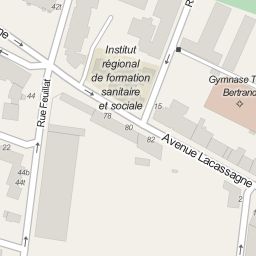 42t
Institut
régional
de formation
sanitaire
et sociale
Gymnase T
Bertrand
Rue Feuillat
78
80
82
15
Avenue Lacassagne
44b
44t
22